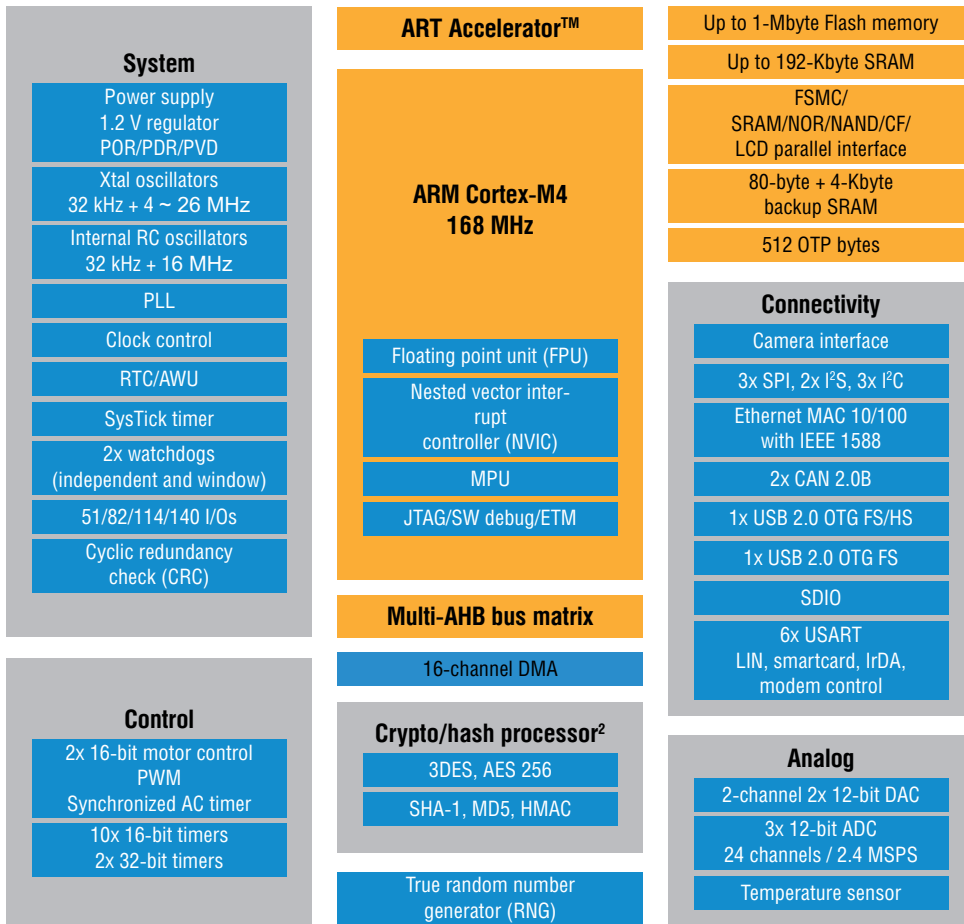 System
Power supply
1.2 V regulator
POR/PDR/PVD
Xtal oscillators
32 kHz + 4 ~ 26 MHz
Internal RC oscillators
32 kHz + 16 MHz
PLL
Clock control
RTC/AWU
SysTick timer
2x watchdogs
(independent and window)
51/82/114/140 I/Os
Cyclic redundancy
check (CRC)
Control
2x 16-bit motor control
PWM
Synchronized AC timer
10x 16-bit timers
2x 32-bit timers
ART Accelerator™
ARM Cortex-M4
168 MHz
Floating point unit (FPU)
Nested vector inter-
rupt
controller (NVIC)
MPU
JTAG/SW debug/ETM
Multi-AHB bus matrix
16-channel DMA
Crypto/hash processor²
3DES, AES 256
SHA-1, MD5, HMAC
True random number
generator (RNG)
Up to 1-Mbyte Flash memory
Up to 192-Kbyte SRAM
FSMC/
SRAM/NOR/NAND/CF/
LCD parallel interface
80-byte + 4-Kbyte
backup SRAM
512 OTP bytes
Connectivity
Camera interface
3x SPI, 2x I²S, 3x I²C
Ethernet MAC 10/100
with IEEE 1588
2x CAN 2.0B
1x USB 2.0 OTG FS/HS
1x USB 2.0 OTG FS
SDIO
6x USART
LIN, smartcard, IrDA,
modem control
Analog
2-channel 2x 12-bit DAC
3x 12-bit ADC
24 channels / 2.4 MSPS
Temperature sensor